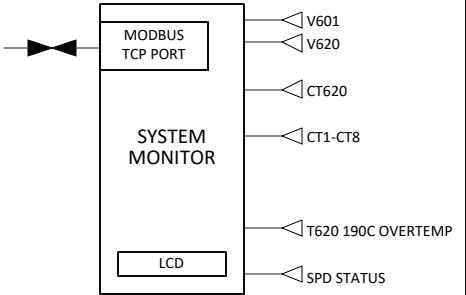 MODBUS
TCP PORT
V601
V620
CT620
SYSTEM
MONITOR
CT1-CT8
T620 190C OVERTEMP
LCD
SPD STATUS